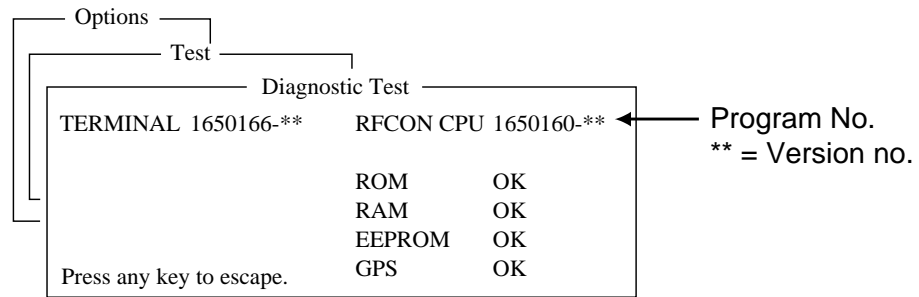 Options
Test
Diagnostic Test
TERMINAL 1650166-** RFCON CPU 1650160-**
Program No.
** = Version no.
ROM OK
RAM OK
EEPROM OK
GPS OK
Press any key to escape.